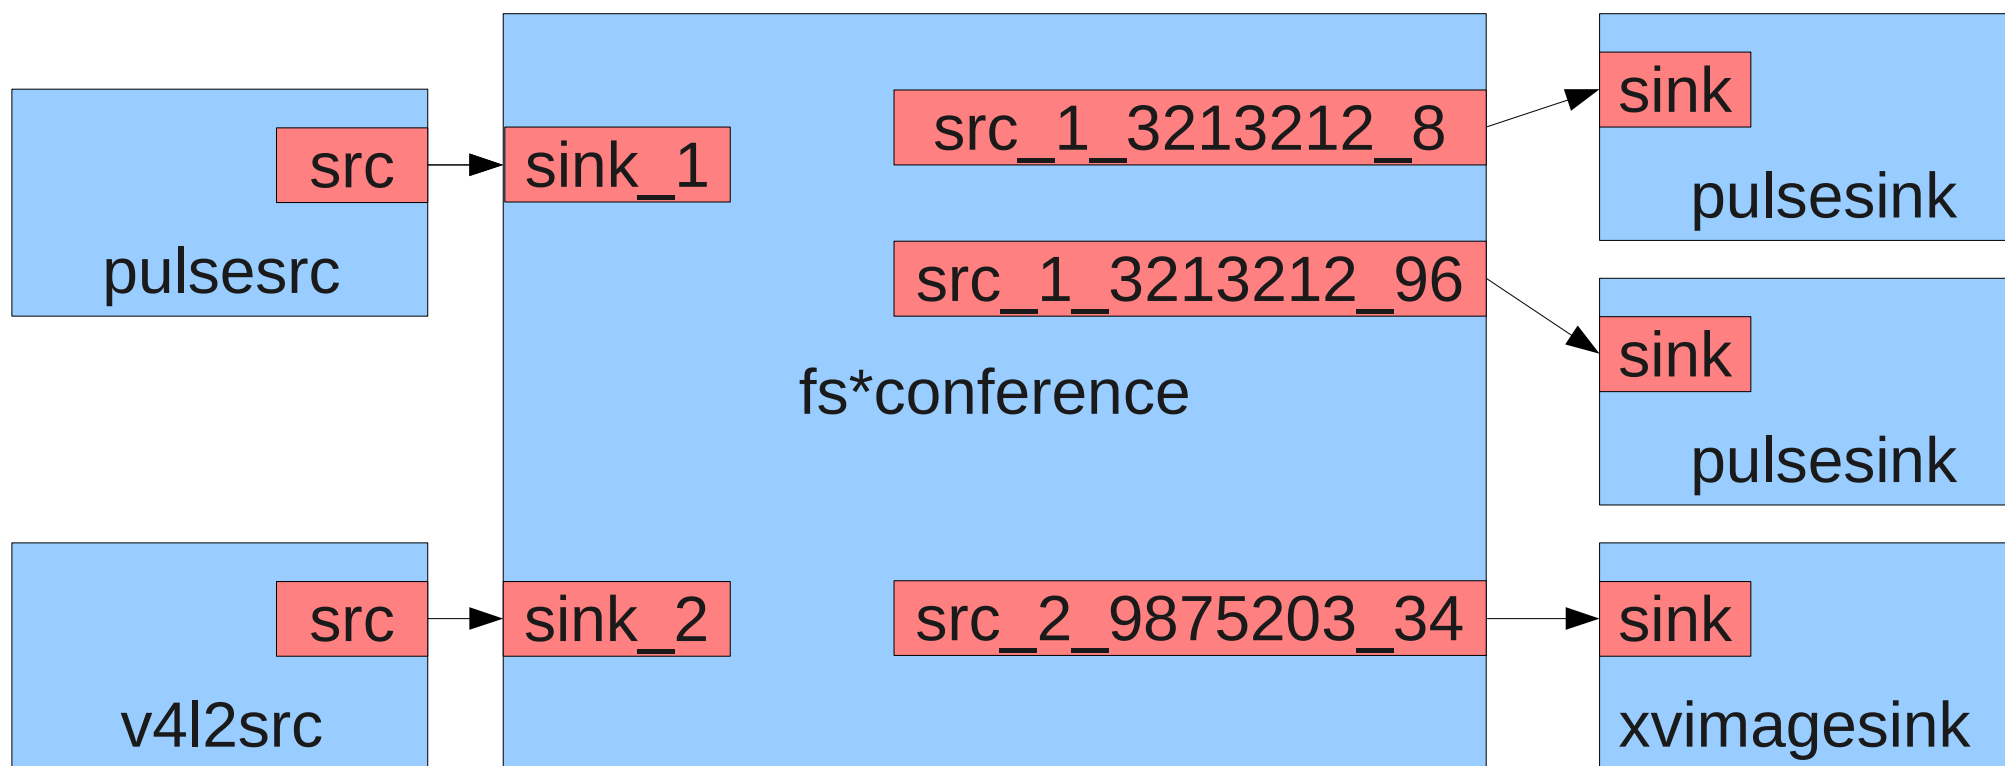 src
pulsesrc
src
v4l2src
sink_1
sink_2
src_1_3213212_8
src_1_3213212_96
fs*conference
src_2_9875203_34
sink
pulsesink
sink
pulsesink
sink
xvimagesink